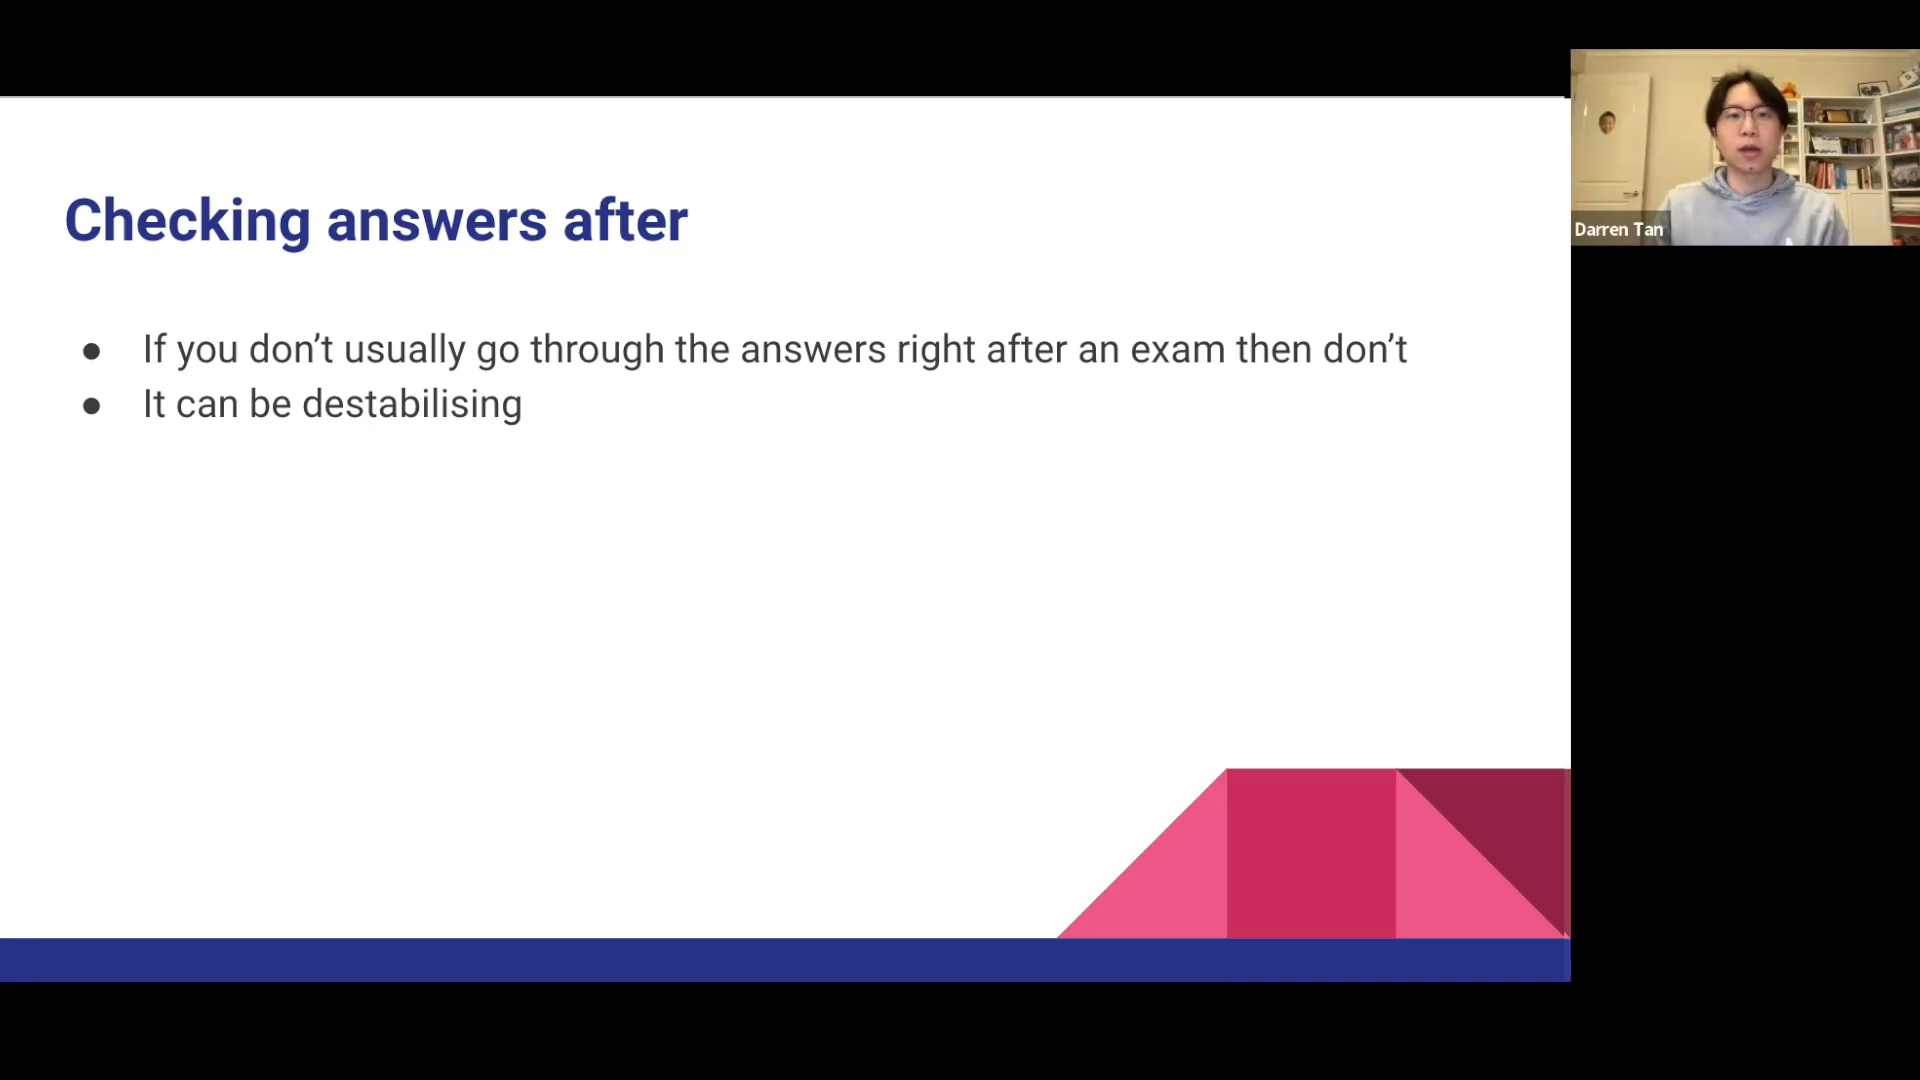 Checking answers after
● If you don’t usually go through the answers right after an exam then don’t
● It can be destabilising
Darren Tan